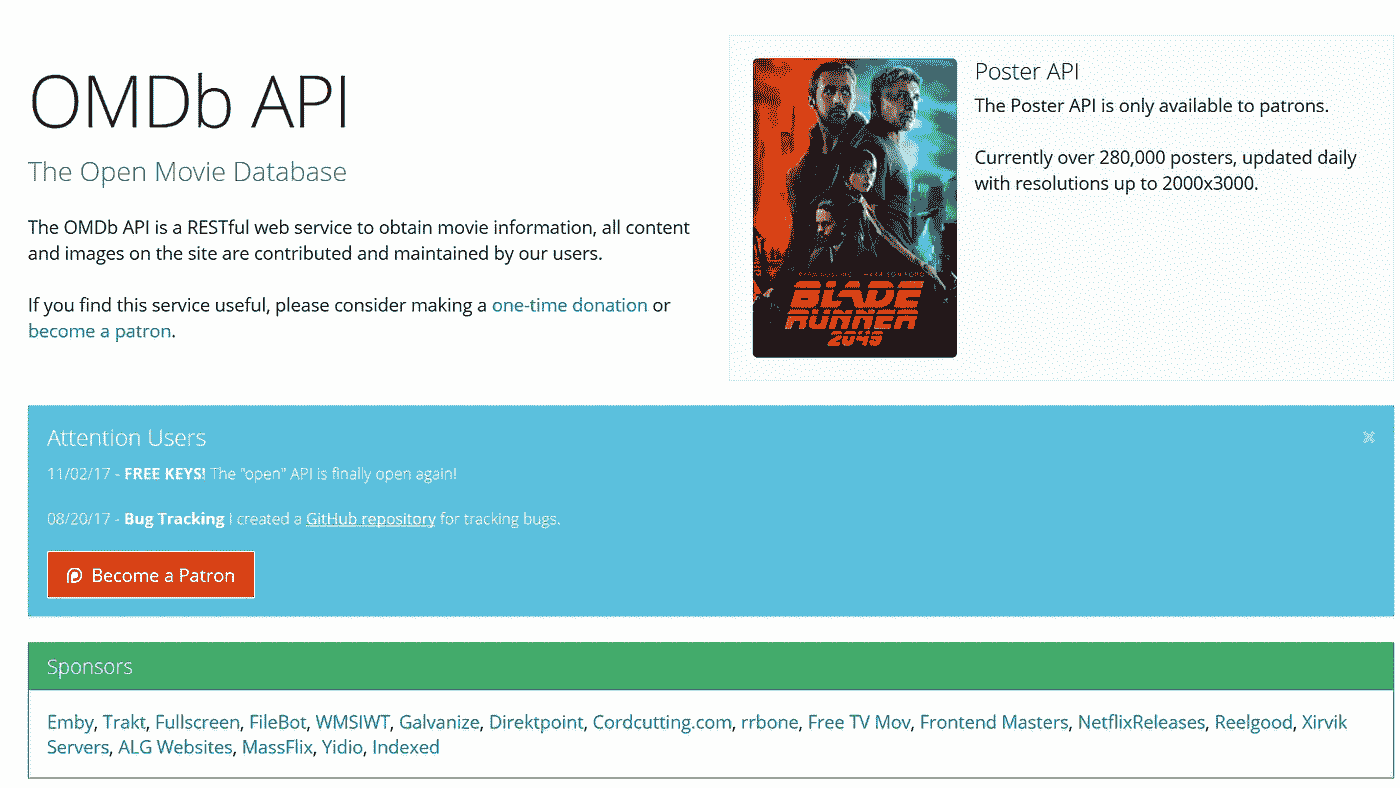 OMDb API
The Open Movie Database
The OMDb API is a RESTful web service to obtain movie information, all content
and images on the site are contributed and maintained by our users.
If you find this service useful, please consider making a one-time donation or
become a patron.
BLADE
RUNNER
2049
Poster API
The Poster API is only available to patrons.
Currently over 280,000 posters, updated daily
with resolutions up to 2000x3000.
Attention Users
11/02/17 - FREE KEYS! The "open" API is finally open again!
08/20/17 - Bug Tracking I created a GitHub repository for tracking bugs.
Become a Patron
Sponsors
Emby, Trakt, Fullscreen, FileBot, WMSIWT, Galvanize, Direktpoint, Cordcutting.com, rrbone, Free TV Mov, Frontend Masters, NetflixReleases, Reelgood, Xirvik
Servers, ALG Websites, MassFlix, Yidio, Indexed